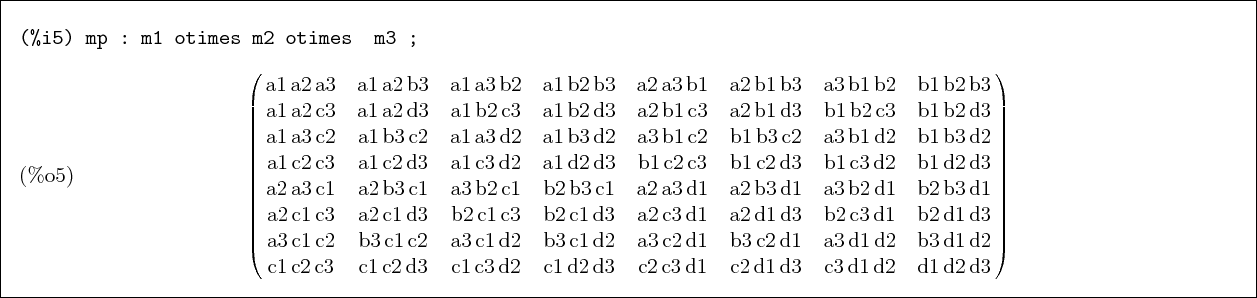 (%i5) mp : m1 otimes m2 otimes  m3 ;
a1 a2 a3 a1 a2 b3 a1 a3 b2 a1 b2 b3 a2 a3 b1 a2 b1 b3 a3 b1 b2 b1 b2 b3
a1 a2 c3 a1 a2 d3 a1 b2 c3 a1 b2 d3 a2 b1 c3 a2 b1 d3 b1 b2 c3 b1 b2 d3
a1 a3 c2 a1 b3 c2 a1 a3 d2 a1 b3 d2 a3 b1 c2 b1 b3 c2 a3 b1 d2 b1 b3 d2
a1 c2 c3 a1 c2 d3 a1 c3 d2 a1 d2 d3 b1 c2 c3 b1 c2 d3 b1 c3 d2 b1 d2 d3
(%o5)
a2 a3 c1 a2 b3 c1 a3 b2 c1 b2 b3 c1 a2 a3 d1 a2 b3 d1 a3 b2 d1 b2 b3 d1
a2 c1 c3 a2 c1 d3 b2 c1 c3 b2 c1 d3 a2 c3 d1 a2 d1 d3 b2 c3 d1 b2 d1 d3
a3 c1 c2 b3 c1 c2 a3 c1 d2 b3 c1 d2 a3 c2 d1 b3 c2 d1 a3 d1 d2 b3 d1 d2
c1 c2 c3 c1 c2 d3 c1 c3 d2 c1 d2 d3 c2 c3 d1 c2 d1 d3 c3 d1 d2 d1 d2 d3